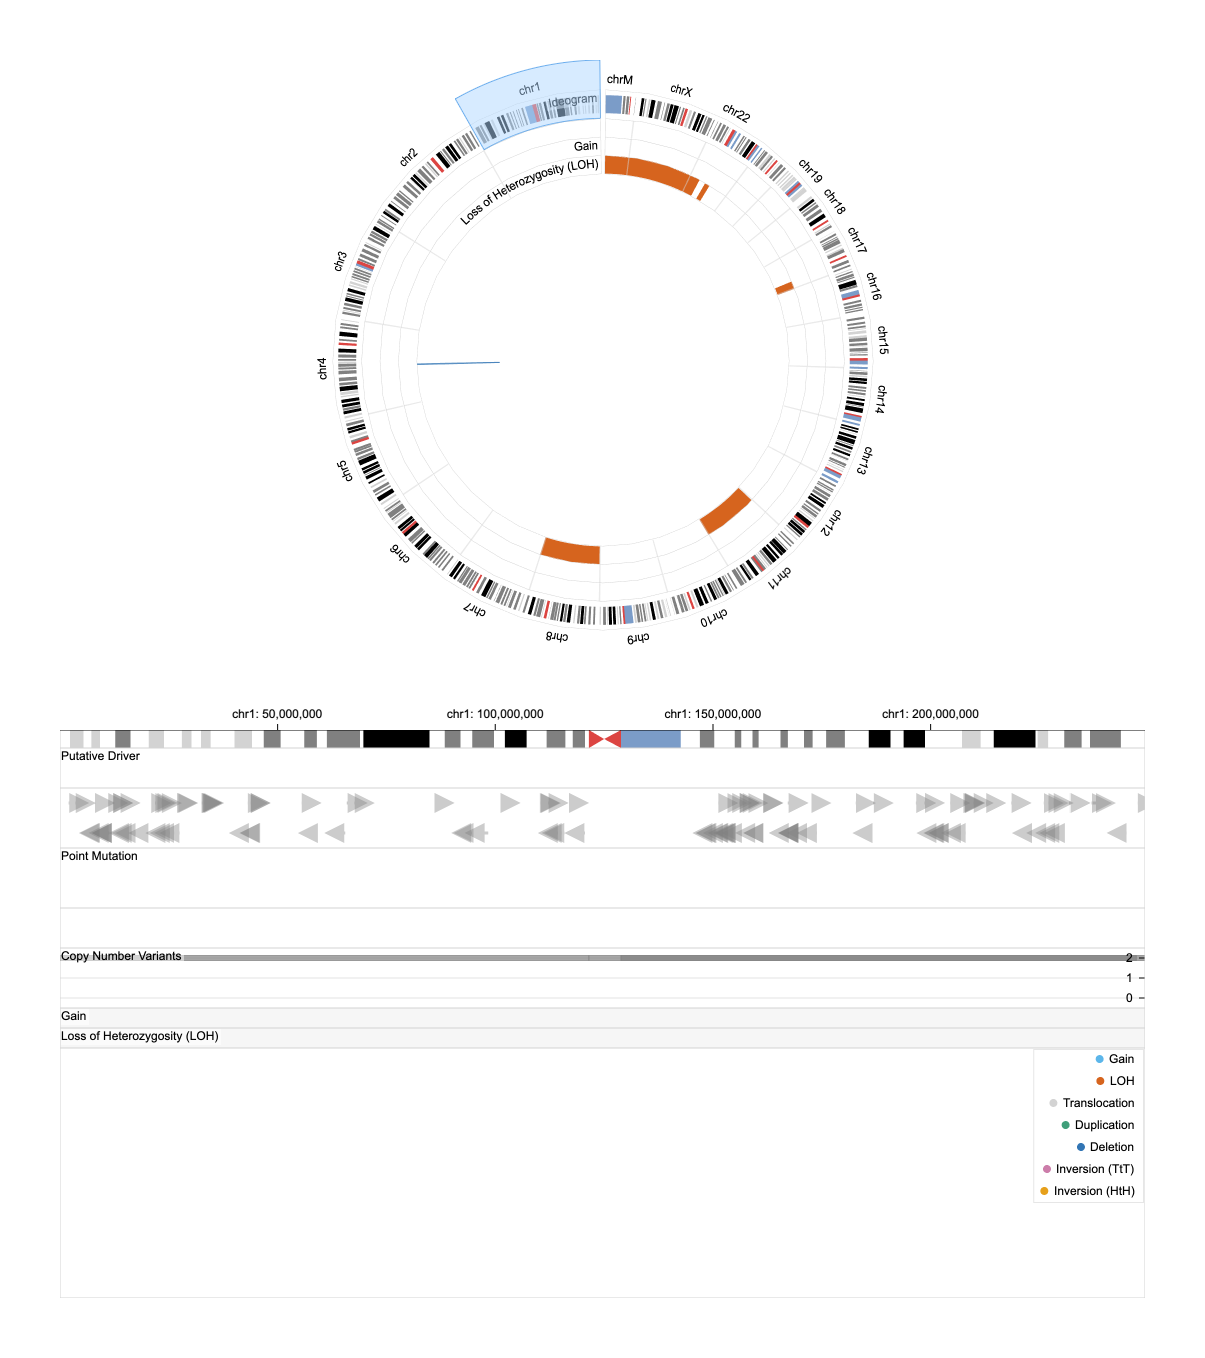 chr1
Ideogram
Gain
Loss of Heterozygosity (LOH)
chrM
chrX
chr22
chr19
chr18
chr17
chr16
chr15
chr14
chr13
chr12
chr11
chr10
chr9
chr8
chr7
chr6
chr5
chr4
chr3
chr2
chr1: 50,000,000 chr1: 100,000,000 chr1: 150,000,000 chr1: 200,000,000
Putative Driver
Point Mutation
Copy Number Variants
2
1
0
Gain
Loss of Heterozygosity (LOH)
Gain
LOH
Translocation
Duplication
Deletion
Inversion (TtT)
Inversion (HtH)